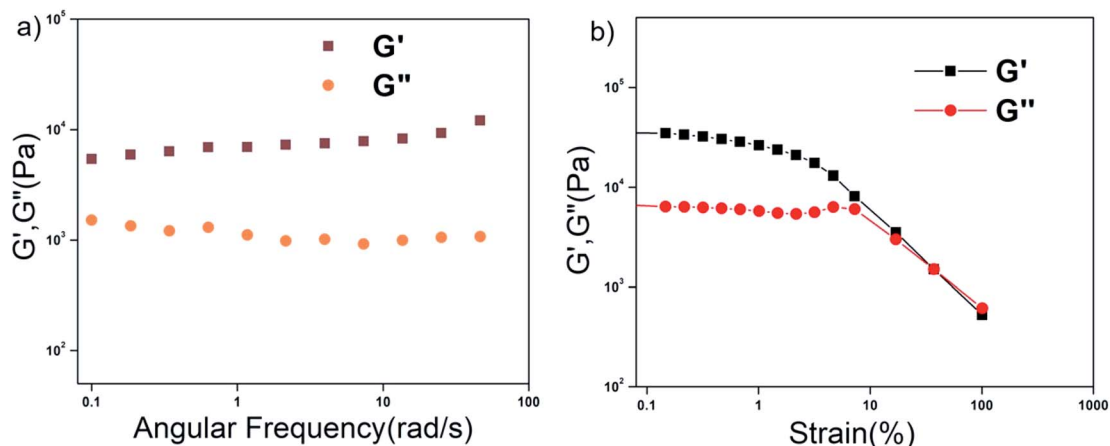 a)
G'
G"
10⁵
10⁴
10³
10²
G',G"(Pa)
0.1 1 10 100
Angular Frequency(rad/s)
b)
G'
G''
10⁵
10⁴
10³
10²
G',G"(Pa)
0.1 1 10 100 1000
Strain(%)